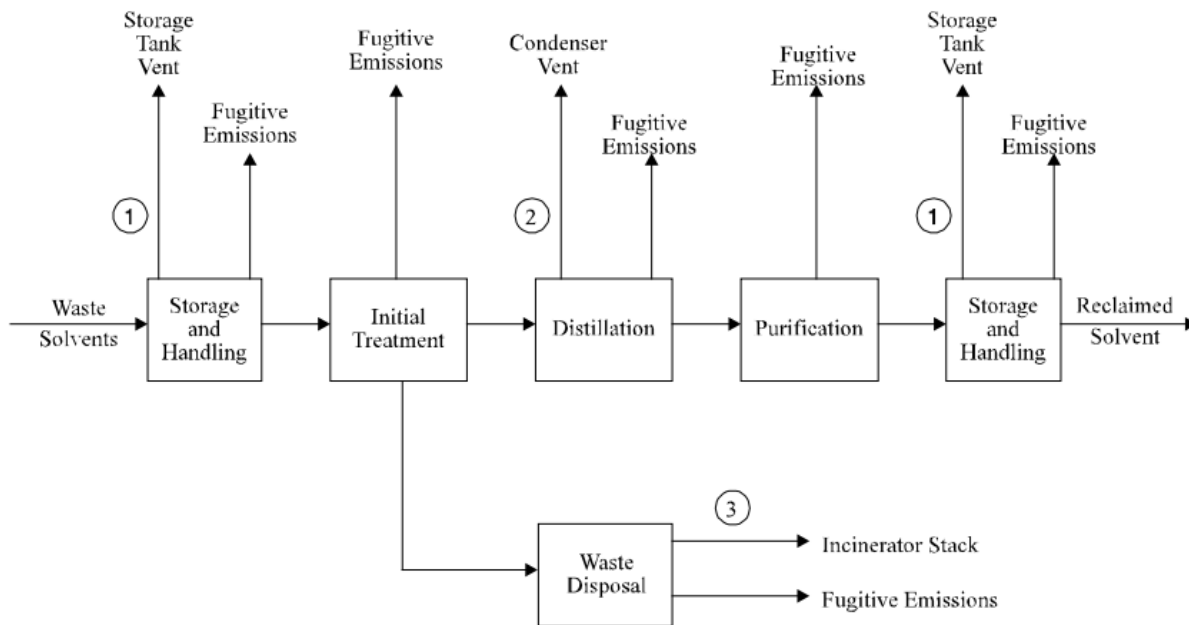 Storage
Tank
Vent
Fugitive
Emissions
Fugitive
Emissions
Condenser
Vent
Fugitive
Emissions
Fugitive
Emissions
Storage
Tank
Vent
Fugitive
Emissions
1
2
1
Waste
Solvents
Storage
and
Handling
Initial
Treatment
Distillation
Purification
Storage
and
Handling
Reclaimed
Solvent
3
Waste
Disposal
Incinerator Stack
Fugitive Emissions